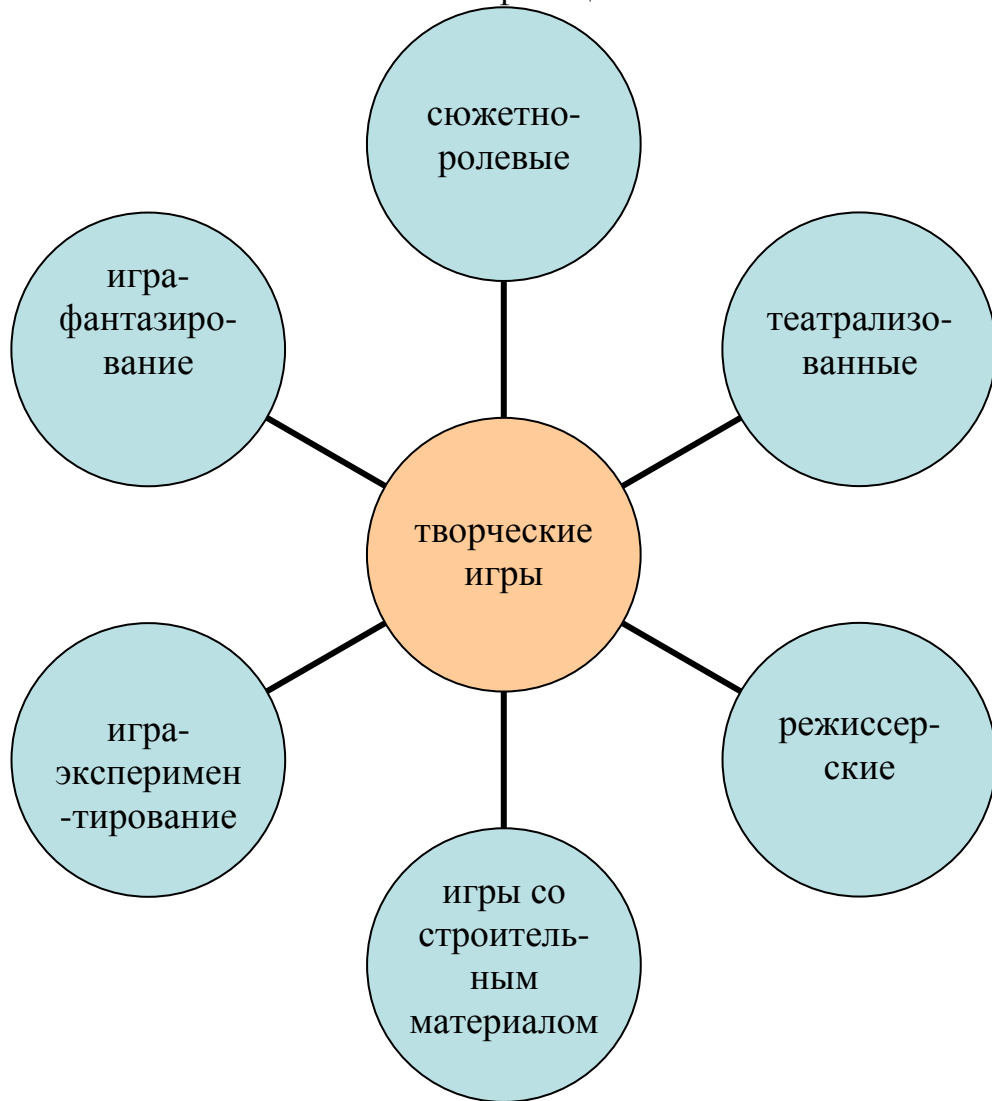 сюжетно-
ролевые
игра-
фантазиро-
вание
театрализо-
ванные
творческие
игры
игра-
эксперимен
-тирование
режиссер-
ские
игры со
строитель-
ным
материалом